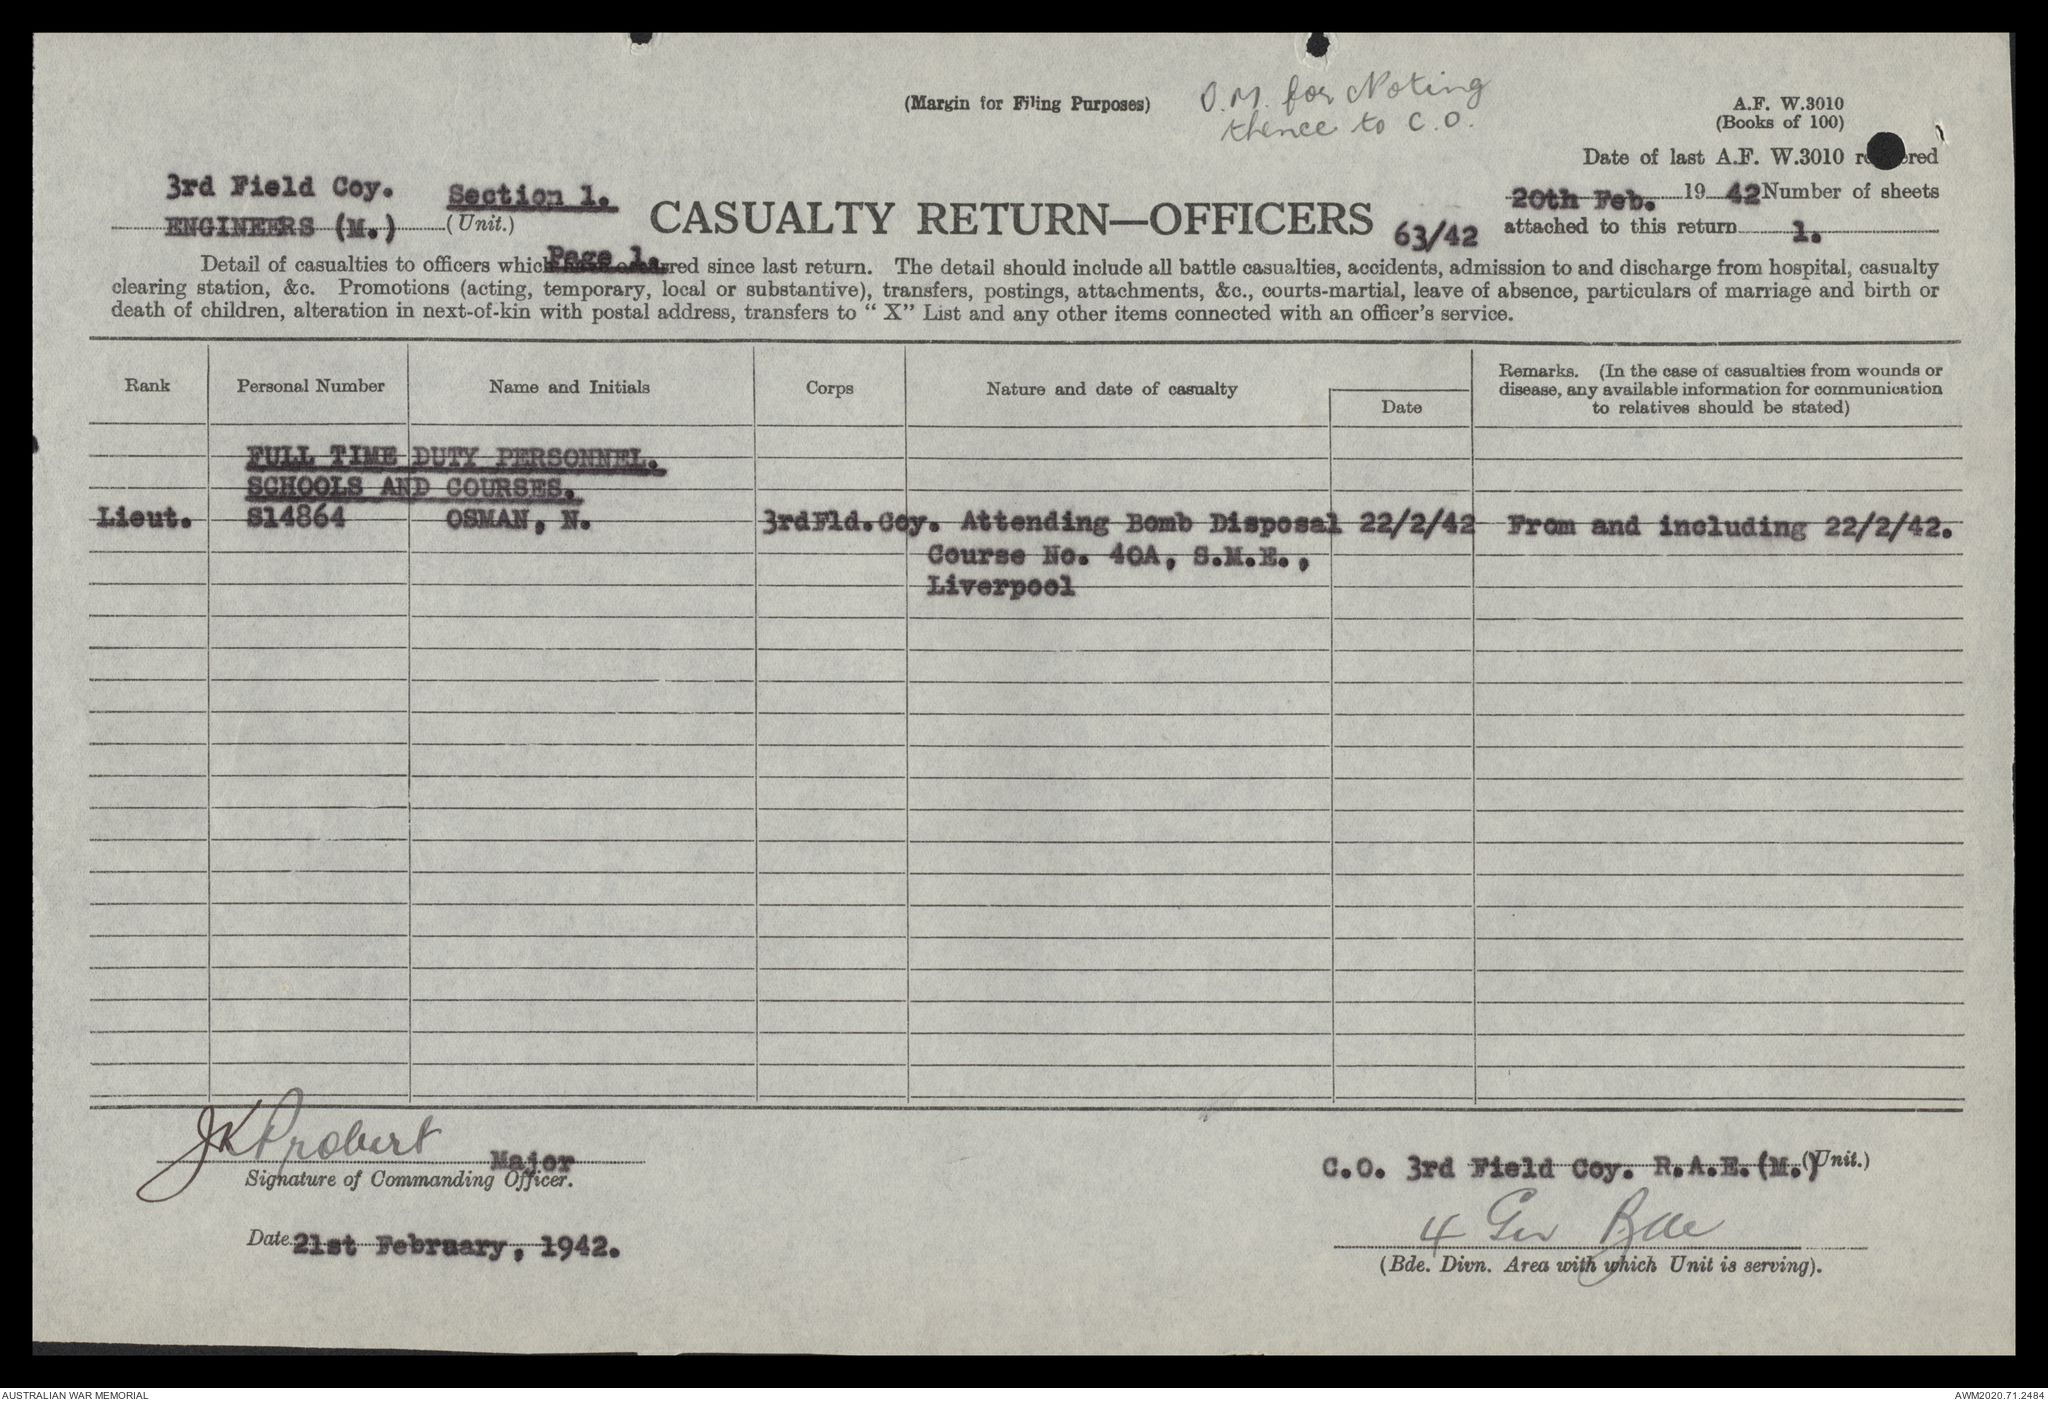 (Margin for Filing Purposes)
O.M. for Noting
thence to C.O.
A.F. W.3010
(Books of 100)
Date of last A.F. W.3010 rendered
20th Feb. 1942 Number of sheets
attached to this return 1.
3rd Field Coy.
ENGINEERS (M.) (Unit.)
Section 1.
Page 1.
CASUALTY RETURN—OFFICERS
63/42
Detail of casualties to officers which have occurred since last return. The detail should include all battle casualties, accidents, admission to and discharge from hospital, casualty
clearing station, &c. Promotions (acting, temporary, local or substantive), transfers, postings, attachments, &c., courts-martial, leave of absence, particulars of marriage and birth or
death of children, alteration in next-of-kin with postal address, transfers to “ X” List and any other items connected with an officer's service.
Rank Personal Number Name and Initials Corps Nature and date of casualty Date
Remarks. (In the case of casualties from wounds or
disease, any available information for communication
to relatives should be stated)
FULL TIME DUTY PERSONNEL.
SCHOOLS AND COURSES.
Lieut. S14864 OSMAN, N. 3rdFld.Coy. Attending Bomb Disposal 22/2/42 From and including 22/2/42.
Course No. 40A, S.M.E.,
Liverpool
JKProbert Major
Signature of Commanding Officer.
Date 21st February, 1942.
C.O. 3rd Field Coy. R.A.E.(M.) (Unit.)
4 Bde
(Bde. Divn. Area with which Unit is serving).
AUSTRALIAN WAR MEMORIAL
AWM2020.71.2484